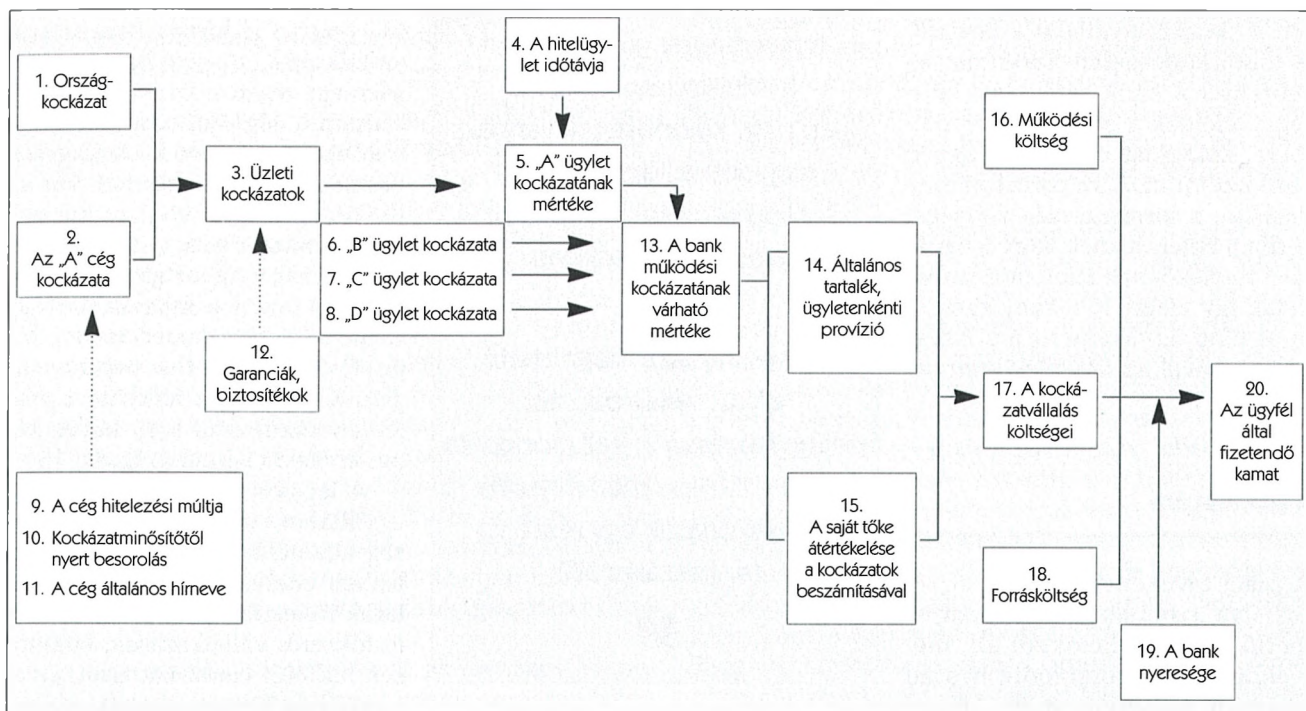 1. Ország-
kockázat
2.
Az „A” cég
kockázata
3. Üzleti
kockázatok
4. A hitelügy-
let időtávja
5. „A” ügylet
kockázatának
mértéke
6. „B” ügylet kockázata
7. „C” ügylet kockázata
8. „D” ügylet kockázata
9. A cég hitelezési múltja
10. Kockázatminősítőtől
nyert besorolás
11. A cég általános hírneve
12.
Garanciák,
biztosítékok
13. A bank
működési
kockázatának
várható
mértéke
14. Általános
tartalék,
ügyletenkénti
provízió
15.
A saját tőke
átértékelése
a kockázatok
beszámításával
16. Működési
költség
17. A kocká-
zatvállalás
költségei
18.
Forrásköltség
19. A bank
nyeresége
20.
Az ügyfél
által
fizetendő
kamat